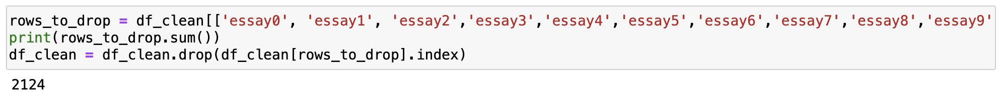 rows_to_drop = df_clean[['essay0', 'essay1', 'essay2','essay3','essay4','essay5','essay6','essay7','essay8','essay9'
print(rows_to_drop.sum())
df_clean = df_clean.drop(df_clean[rows_to_drop].index)
2124